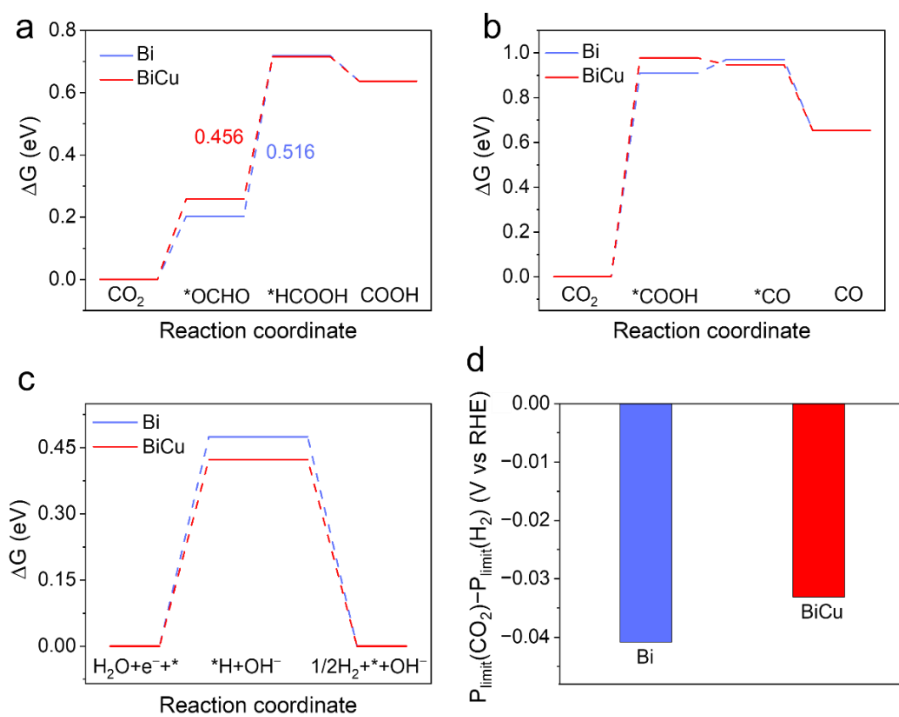 a
Bi
BiCu
0.8
0.6
0.4
0.2
0.0
ΔG (eV)
0.456
0.516
CO₂
*OCHO
*HCOOH
COOH
Reaction coordinate
b
Bi
BiCu
1.0
0.8
0.6
0.4
0.2
0.0
ΔG (eV)
CO₂
*COOH
*CO
CO
Reaction coordinate
c
Bi
BiCu
0.45
0.30
0.15
0.00
ΔG (eV)
H₂O+e⁻+*
*H+OH⁻
1/2H₂+*+OH⁻
Reaction coordinate
d
0.00
−0.01
−0.02
−0.03
−0.04
P_limit(CO₂)−P_limit(H₂) (V vs RHE)
Bi
BiCu